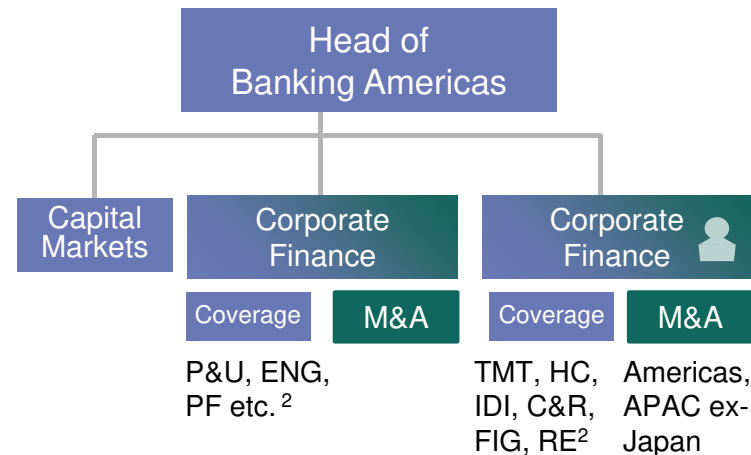 Head of
Banking Americas
Capital
Markets
Corporate
Finance
Corporate
Finance
Coverage
M&A
Coverage
M&A
P&U, ENG,
PF etc. 2
TMT, HC,
IDI, C&R,
FIG, RE2
Americas,
APAC ex-
Japan